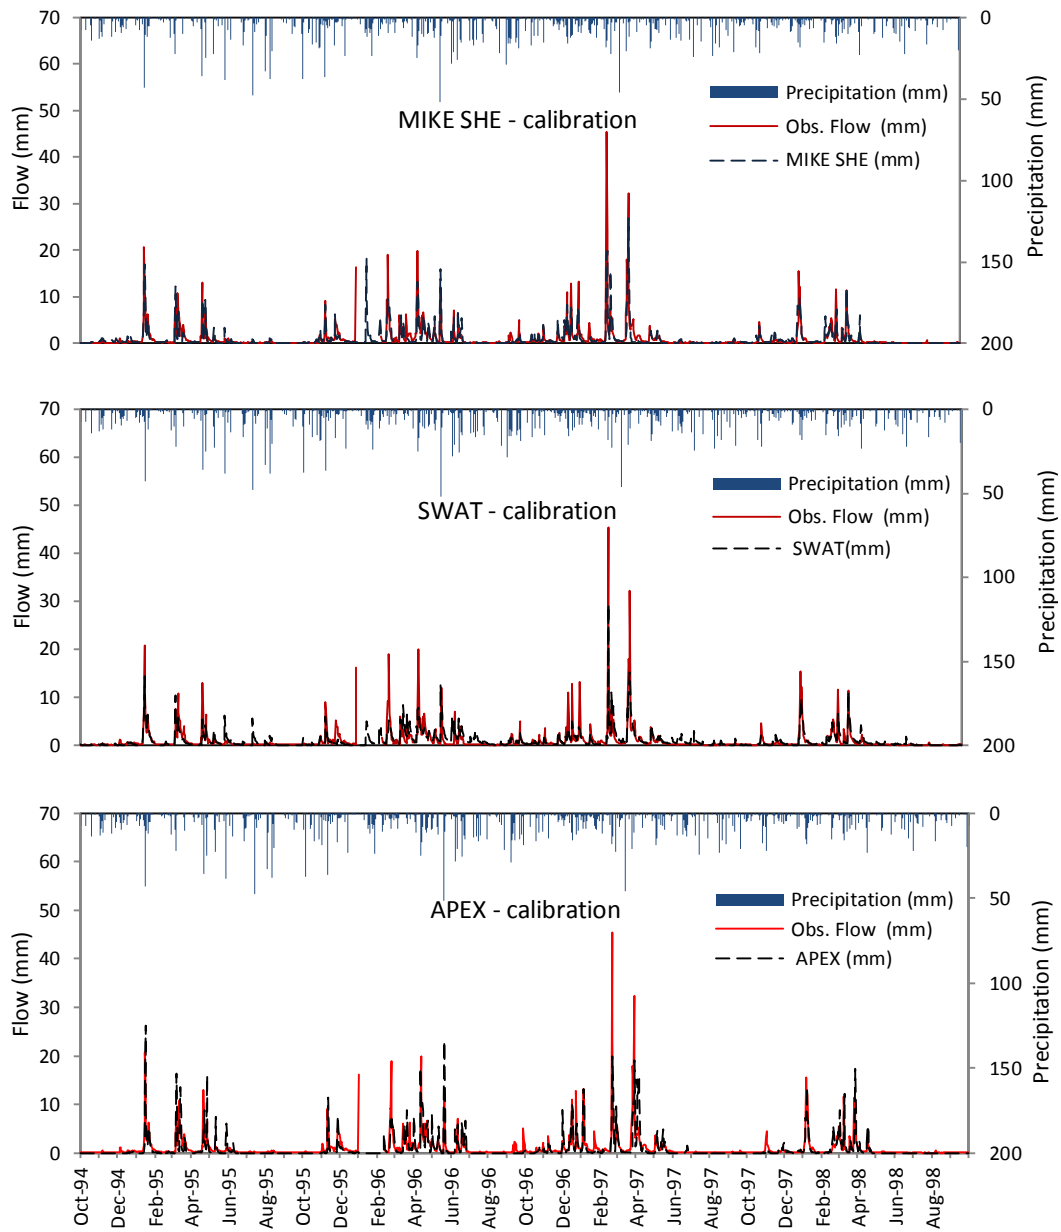 70
60
50
40
30
20
10
0
Flow (mm)
MIKE SHE - calibration
Precipitation (mm)
Obs. Flow (mm)
MIKE SHE (mm)
0
50
100
150
200
Precipitation (mm)
70
60
50
40
30
20
10
0
Flow (mm)
SWAT - calibration
Precipitation (mm)
Obs. Flow (mm)
SWAT(mm)
0
50
100
150
200
Precipitation (mm)
70
60
50
40
30
20
10
0
Flow (mm)
APEX - calibration
Precipitation (mm)
Obs. Flow (mm)
APEX (mm)
0
50
100
150
200
Precipitation (mm)
Oct-94
Dec-94
Feb-95
Apr-95
Jun-95
Aug-95
Oct-95
Dec-95
Feb-96
Apr-96
Jun-96
Aug-96
Oct-96
Dec-96
Feb-97
Apr-97
Jun-97
Aug-97
Oct-97
Dec-97
Feb-98
Apr-98
Jun-98
Aug-98